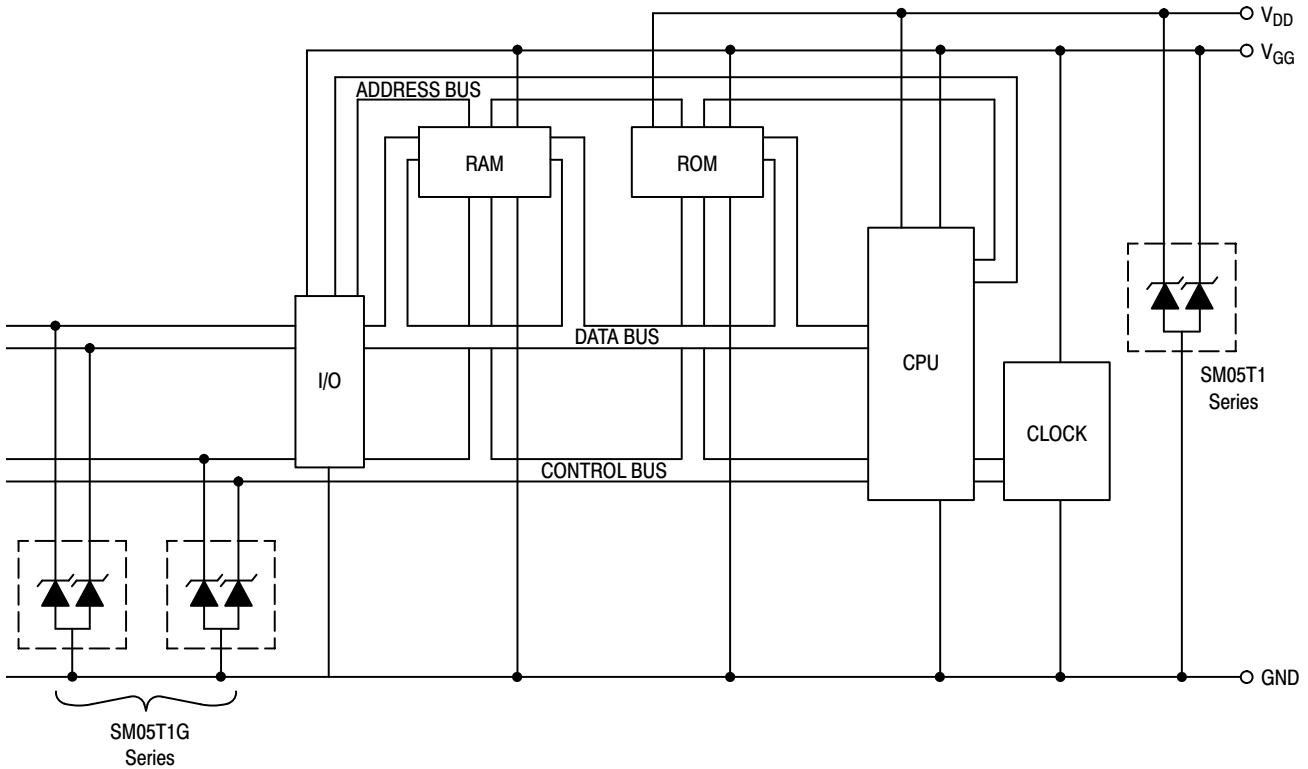 V_DD
V_GG
ADDRESS BUS
RAM
ROM
DATA BUS
I/O
CPU
SM05T1
Series
CLOCK
CONTROL BUS
GND
SM05T1G
Series